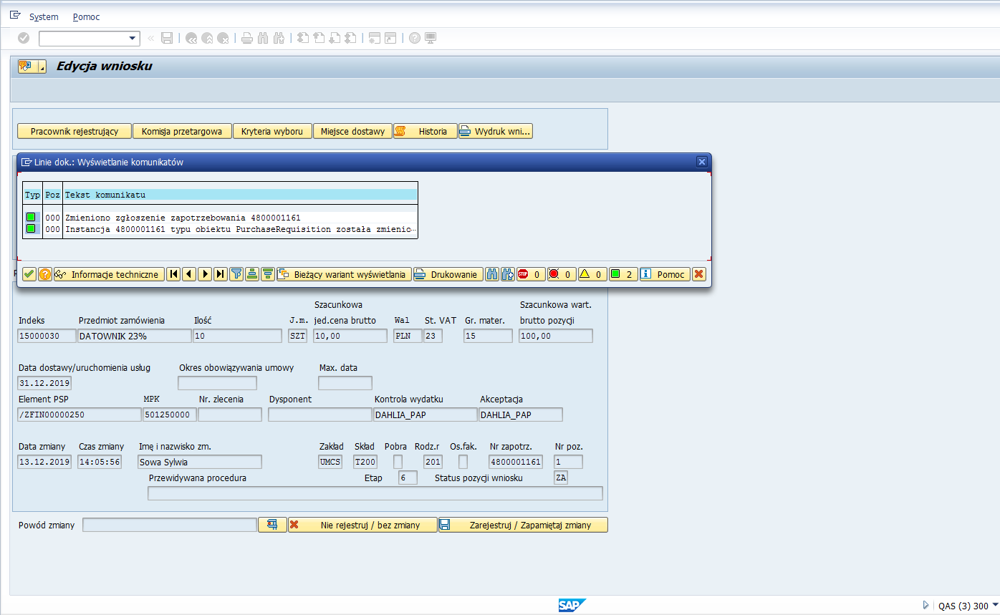 System Pomoc
Edycja wniosku
Pracownik rejestrujący Komisja przetargowa Kryteria wyboru Miejsce dostawy Historia Wydruk wni...
Linie dok.: Wyświetlanie komunikatów
Typ Poz Tekst komunikatu
000 Zmieniono zgłoszenie zapotrzebowania 4800001161
000 Instancja 4800001161 typu obiektu PurchaseRequisition została zmienio…
Informacje techniczne Bieżący wariant wyświetlania Drukowanie STOP 0 0 0 2 Pomoc
Szacunkowa Szacunkowa wart.
Indeks Przedmiot zamówienia Ilość J.m. jed.cena brutto Wal St. VAT Gr. mater. brutto pozycji
15000030 DATOWNIK 23% 10 SZT 10,00 PLN 23 15 100,00
Data dostawy/uruchomienia usług Okres obowiązywania umowy Max. data
31.12.2019
Element PSP MPK Nr. zlecenia Dysponent Kontrola wydatku Akceptacja
/ZFIN00000250 501250000 DAHLIA_PAP DAHLIA_PAP
Data zmiany Czas zmiany Imę i nazwisko zm. Zakład Skład Pobra Rodz.r Os.fak. Nr zapotrz. Nr poz.
13.12.2019 14:05:56 Sowa Sylwia UMCS T200 201 4800001161 1
Przewidywana procedura Etap 6 Status pozycji wniosku ZA
Powód zmiany Nie rejestruj / bez zmiany Zarejestruj / Zapamiętaj zmiany
SAP QAS (3) 300